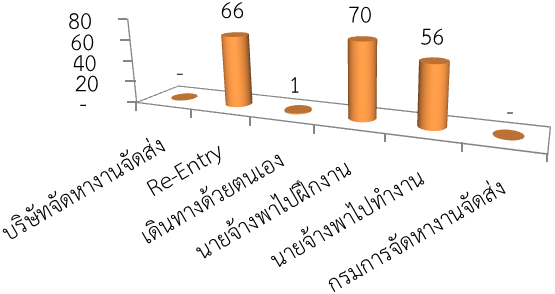 80
60
40
20
-
-
66
1
70
56
-
บริษัทจัดหางานจัดส่ง
Re-Entry
เดินทางด้วยตนเอง
นายจ้างพาไปฝึกงาน
นายจ้างพาไปทำงาน
กรมการจัดหางานจัดส่ง